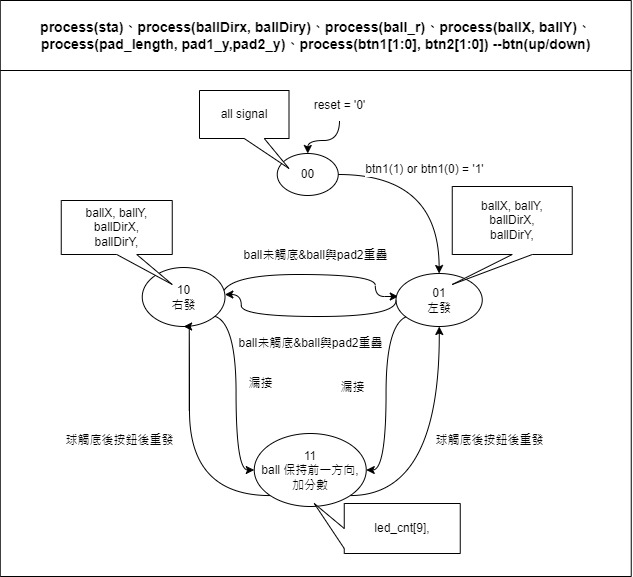 process(sta)、process(ballDirx, ballDiry)、process(ball_r)、process(ballX, ballY)、
process(pad_length, pad1_y,pad2_y)、process(btn1[1:0], btn2[1:0]) --btn(up/down)
all signal
reset = '0'
00
btn1(1) or btn1(0) = '1'
ballX, ballY,
ballDirX,
ballDirY,
ballX, ballY,
ballDirX,
ballDirY,
ball未觸底&ball與pad2重疊
10
右發
01
左發
ball未觸底&ball與pad2重疊
漏接
漏接
球觸底後按鈕後重發
球觸底後按鈕後重發
11
ball 保持前一方向,
加分數
led_cnt[9],